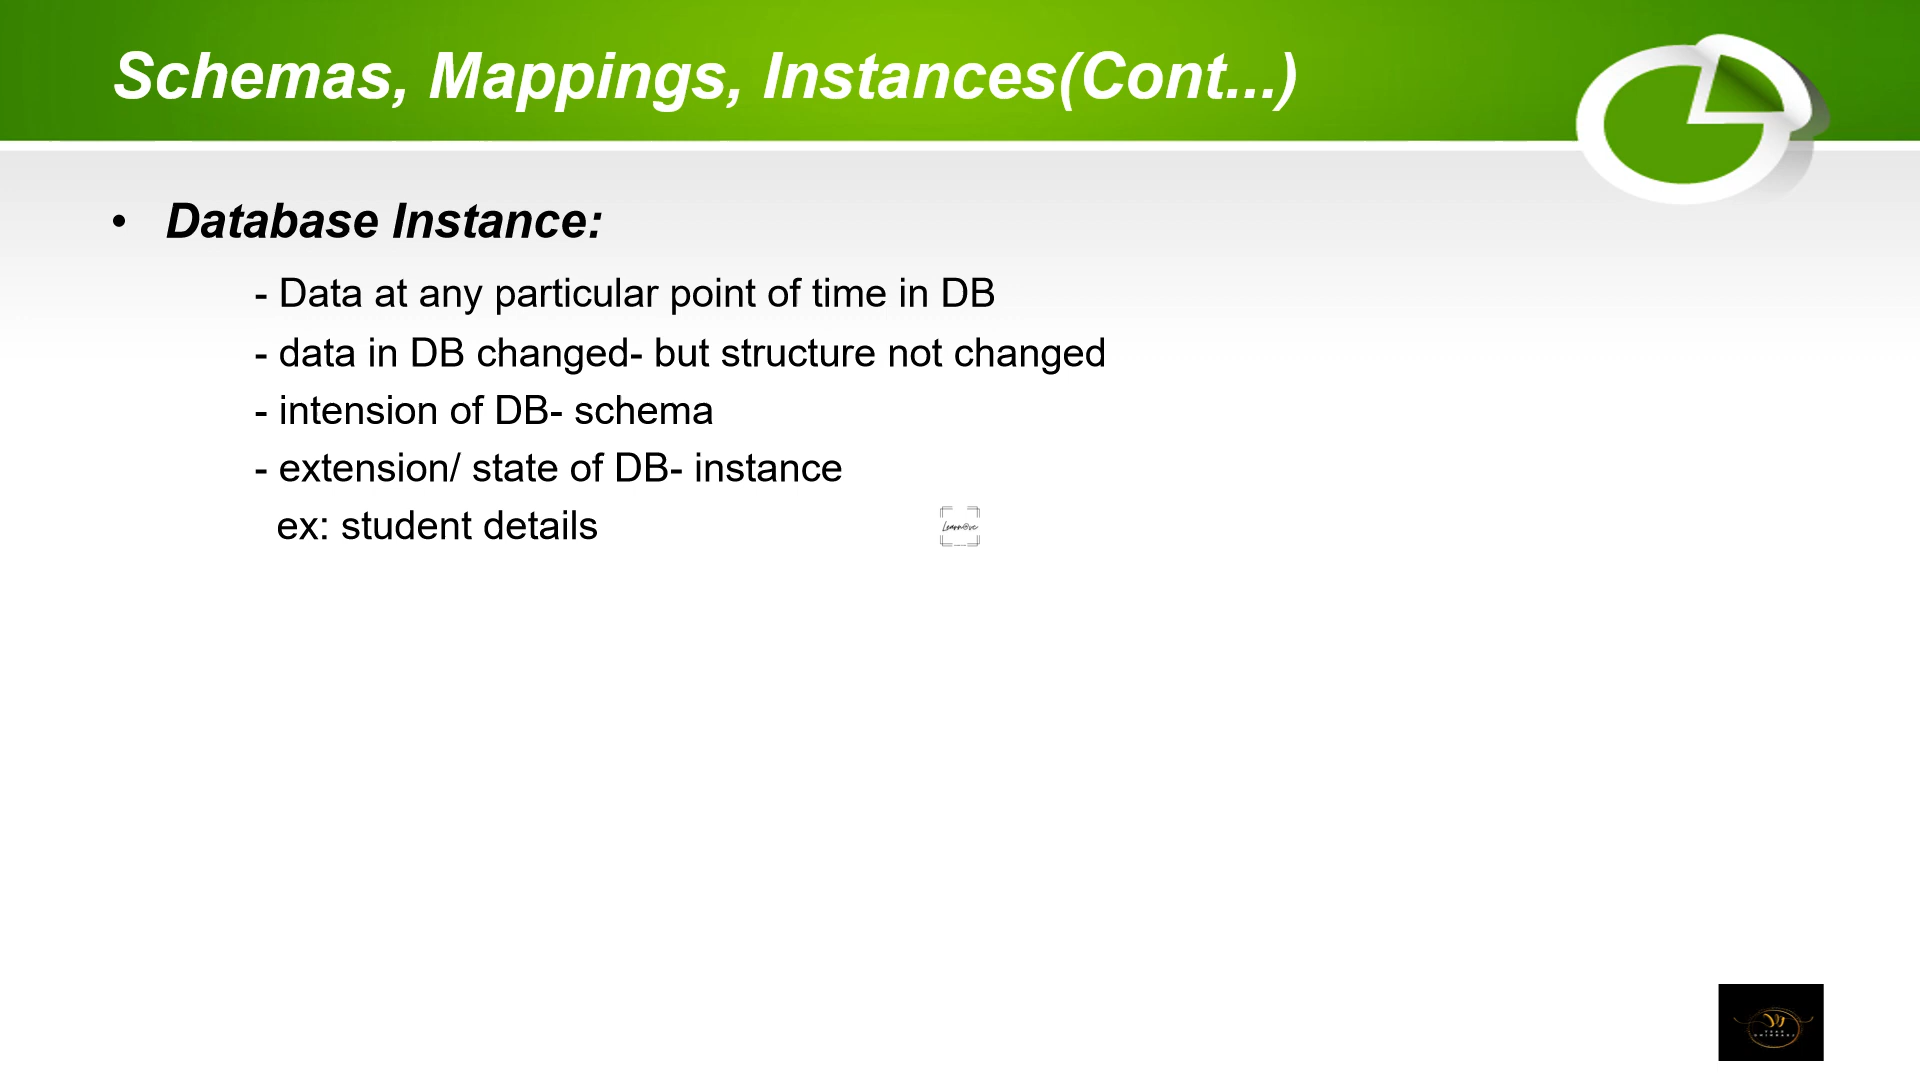 Schemas, Mappings, Instances(Cont...)
• Database Instance:
- Data at any particular point of time in DB
- data in DB changed- but structure not changed
- intension of DB- schema
- extension/ state of DB- instance
ex: student details